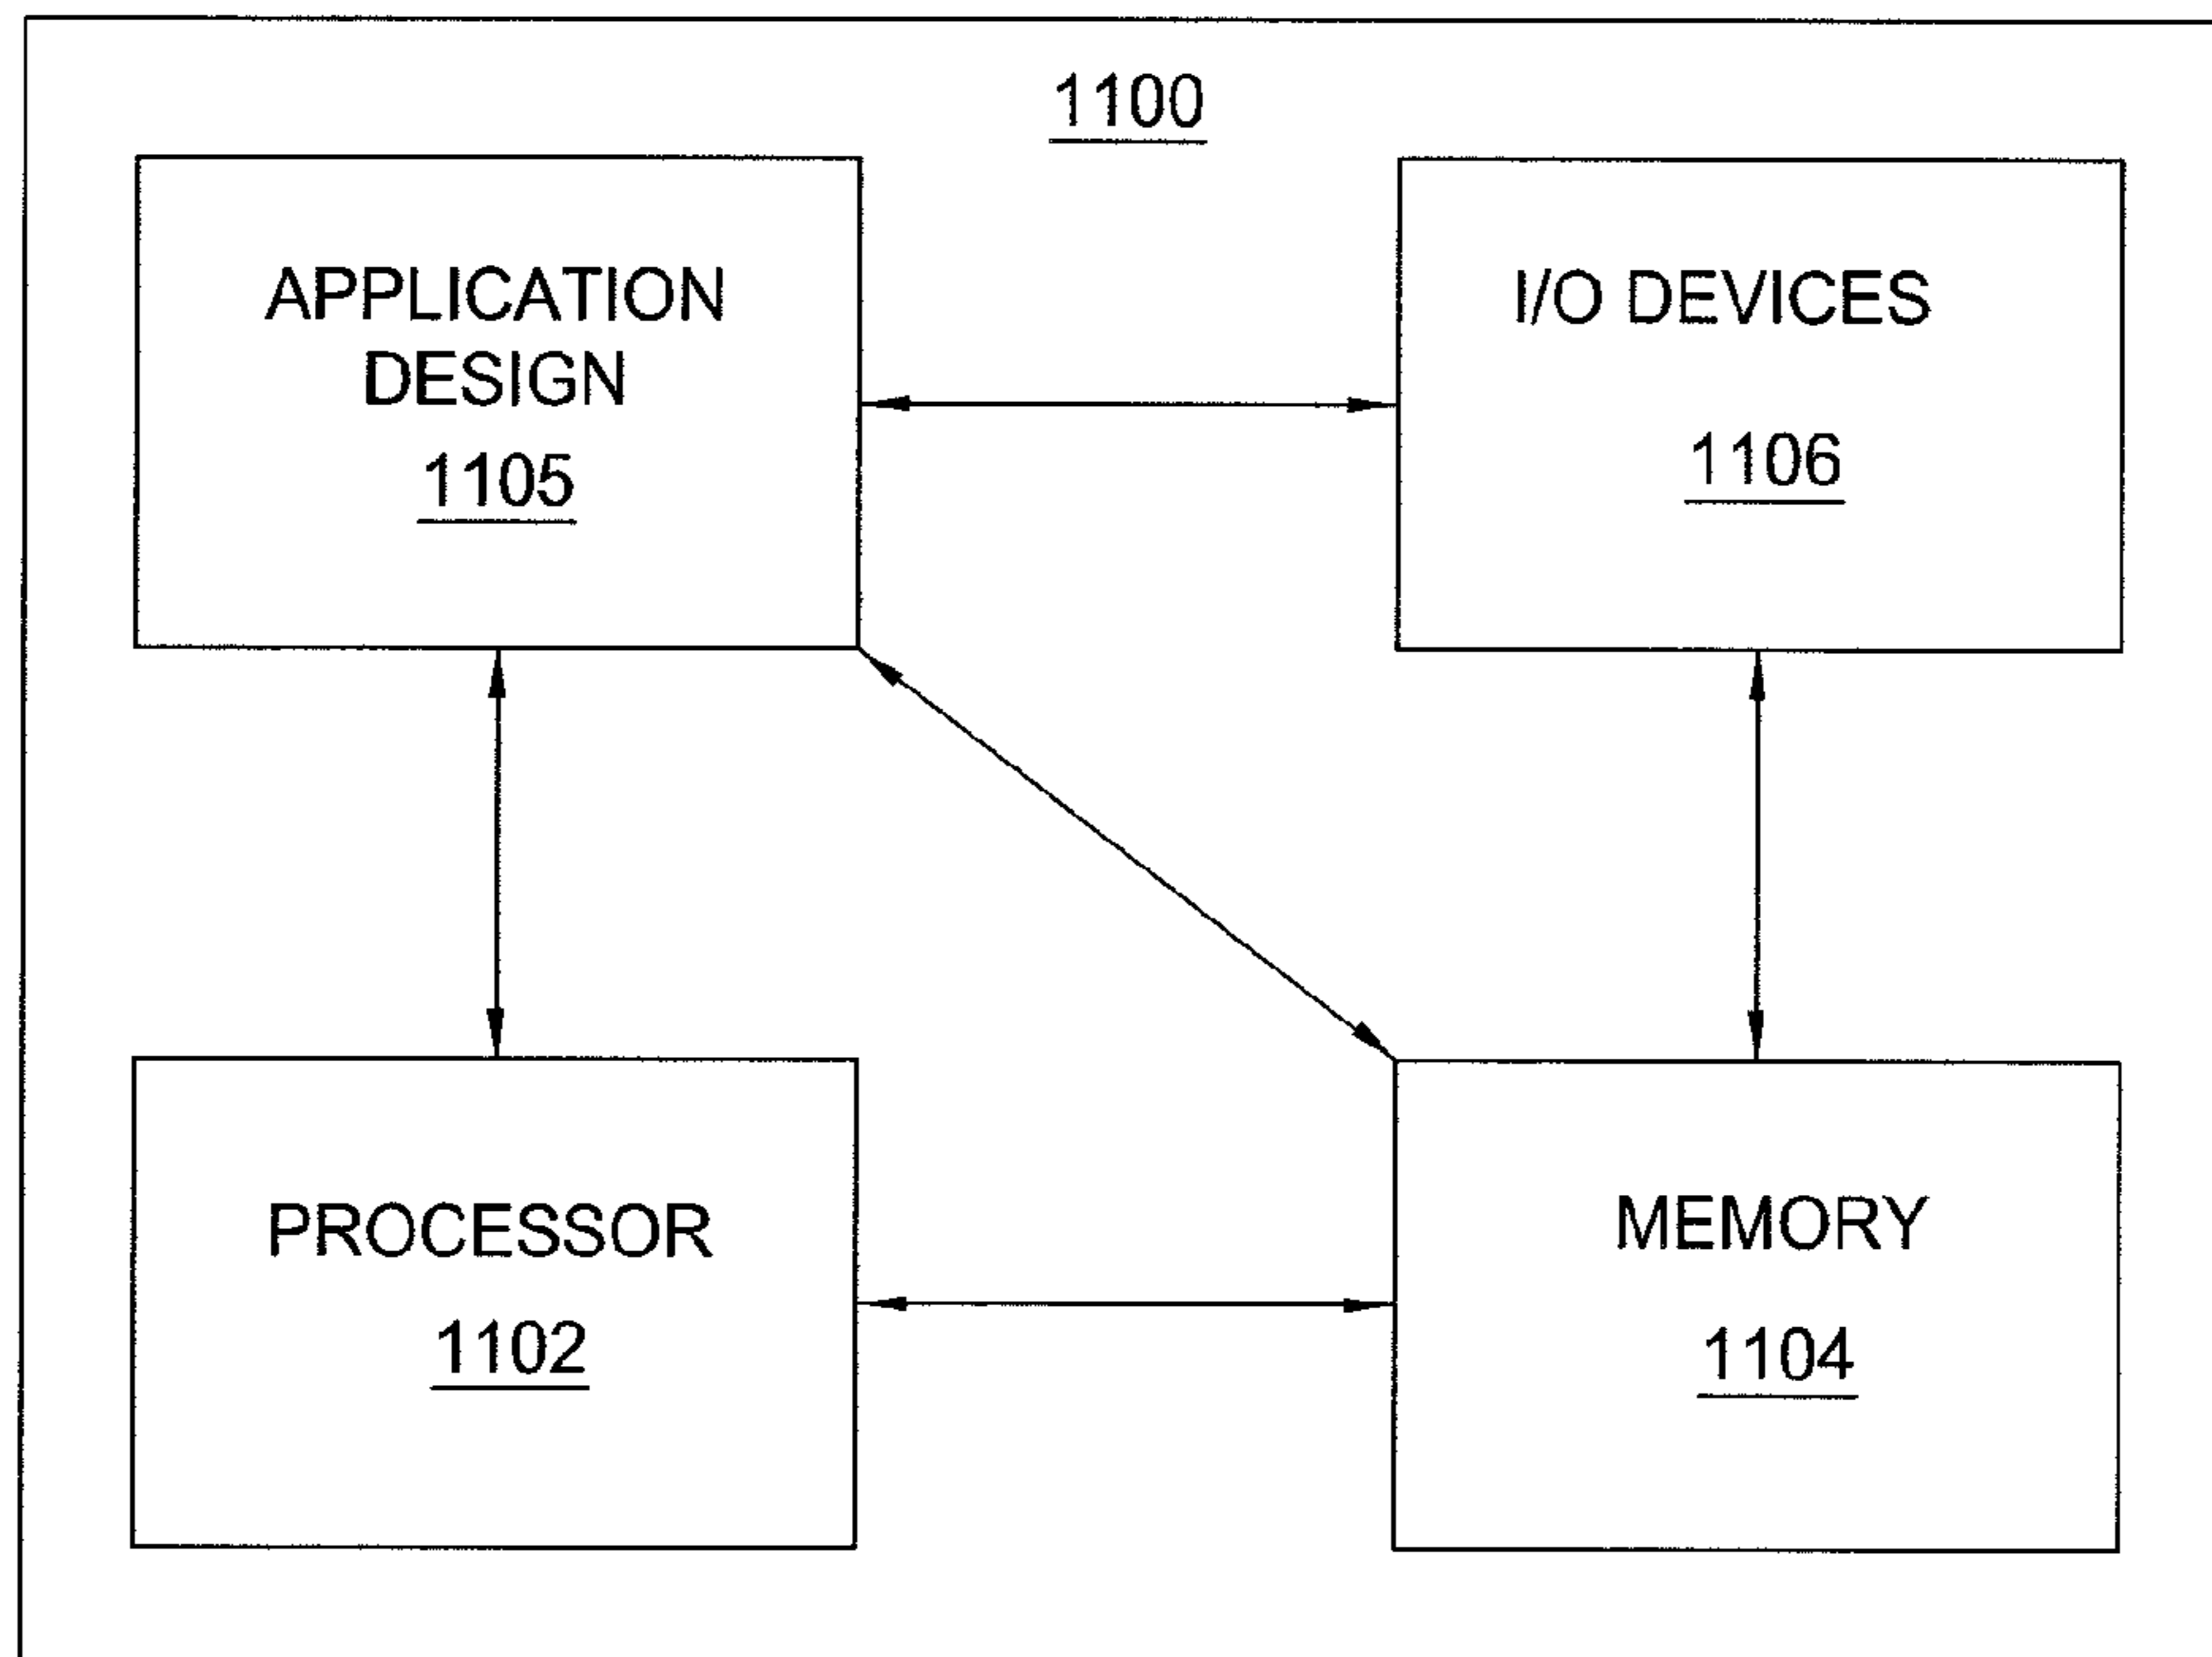 1100
APPLICATION
DESIGN
1105
I/O DEVICES
1106
PROCESSOR
1102
MEMORY
1104